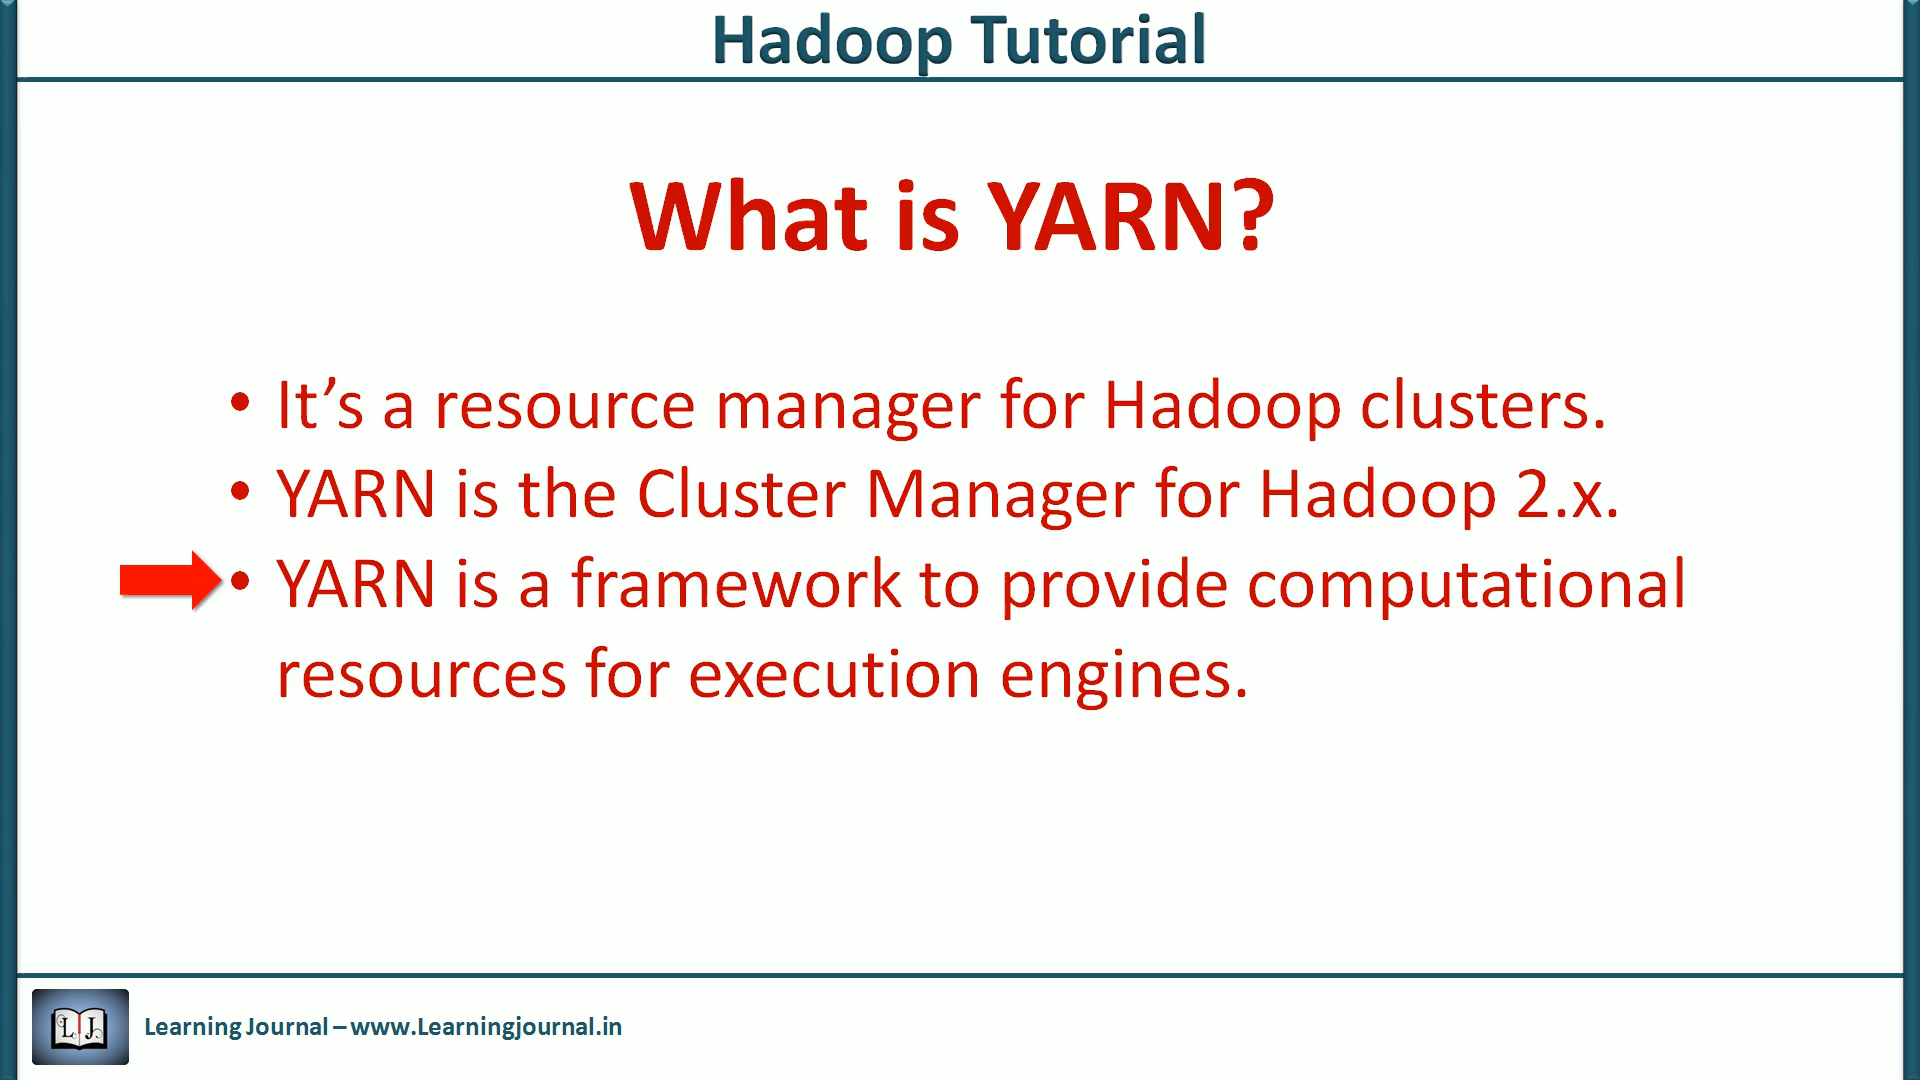 Hadoop Tutorial
What is YARN?
• It’s a resource manager for Hadoop clusters.
• YARN is the Cluster Manager for Hadoop 2.x.
• YARN is a framework to provide computational
resources for execution engines.
L J
Learning Journal – www.Learningjournal.in